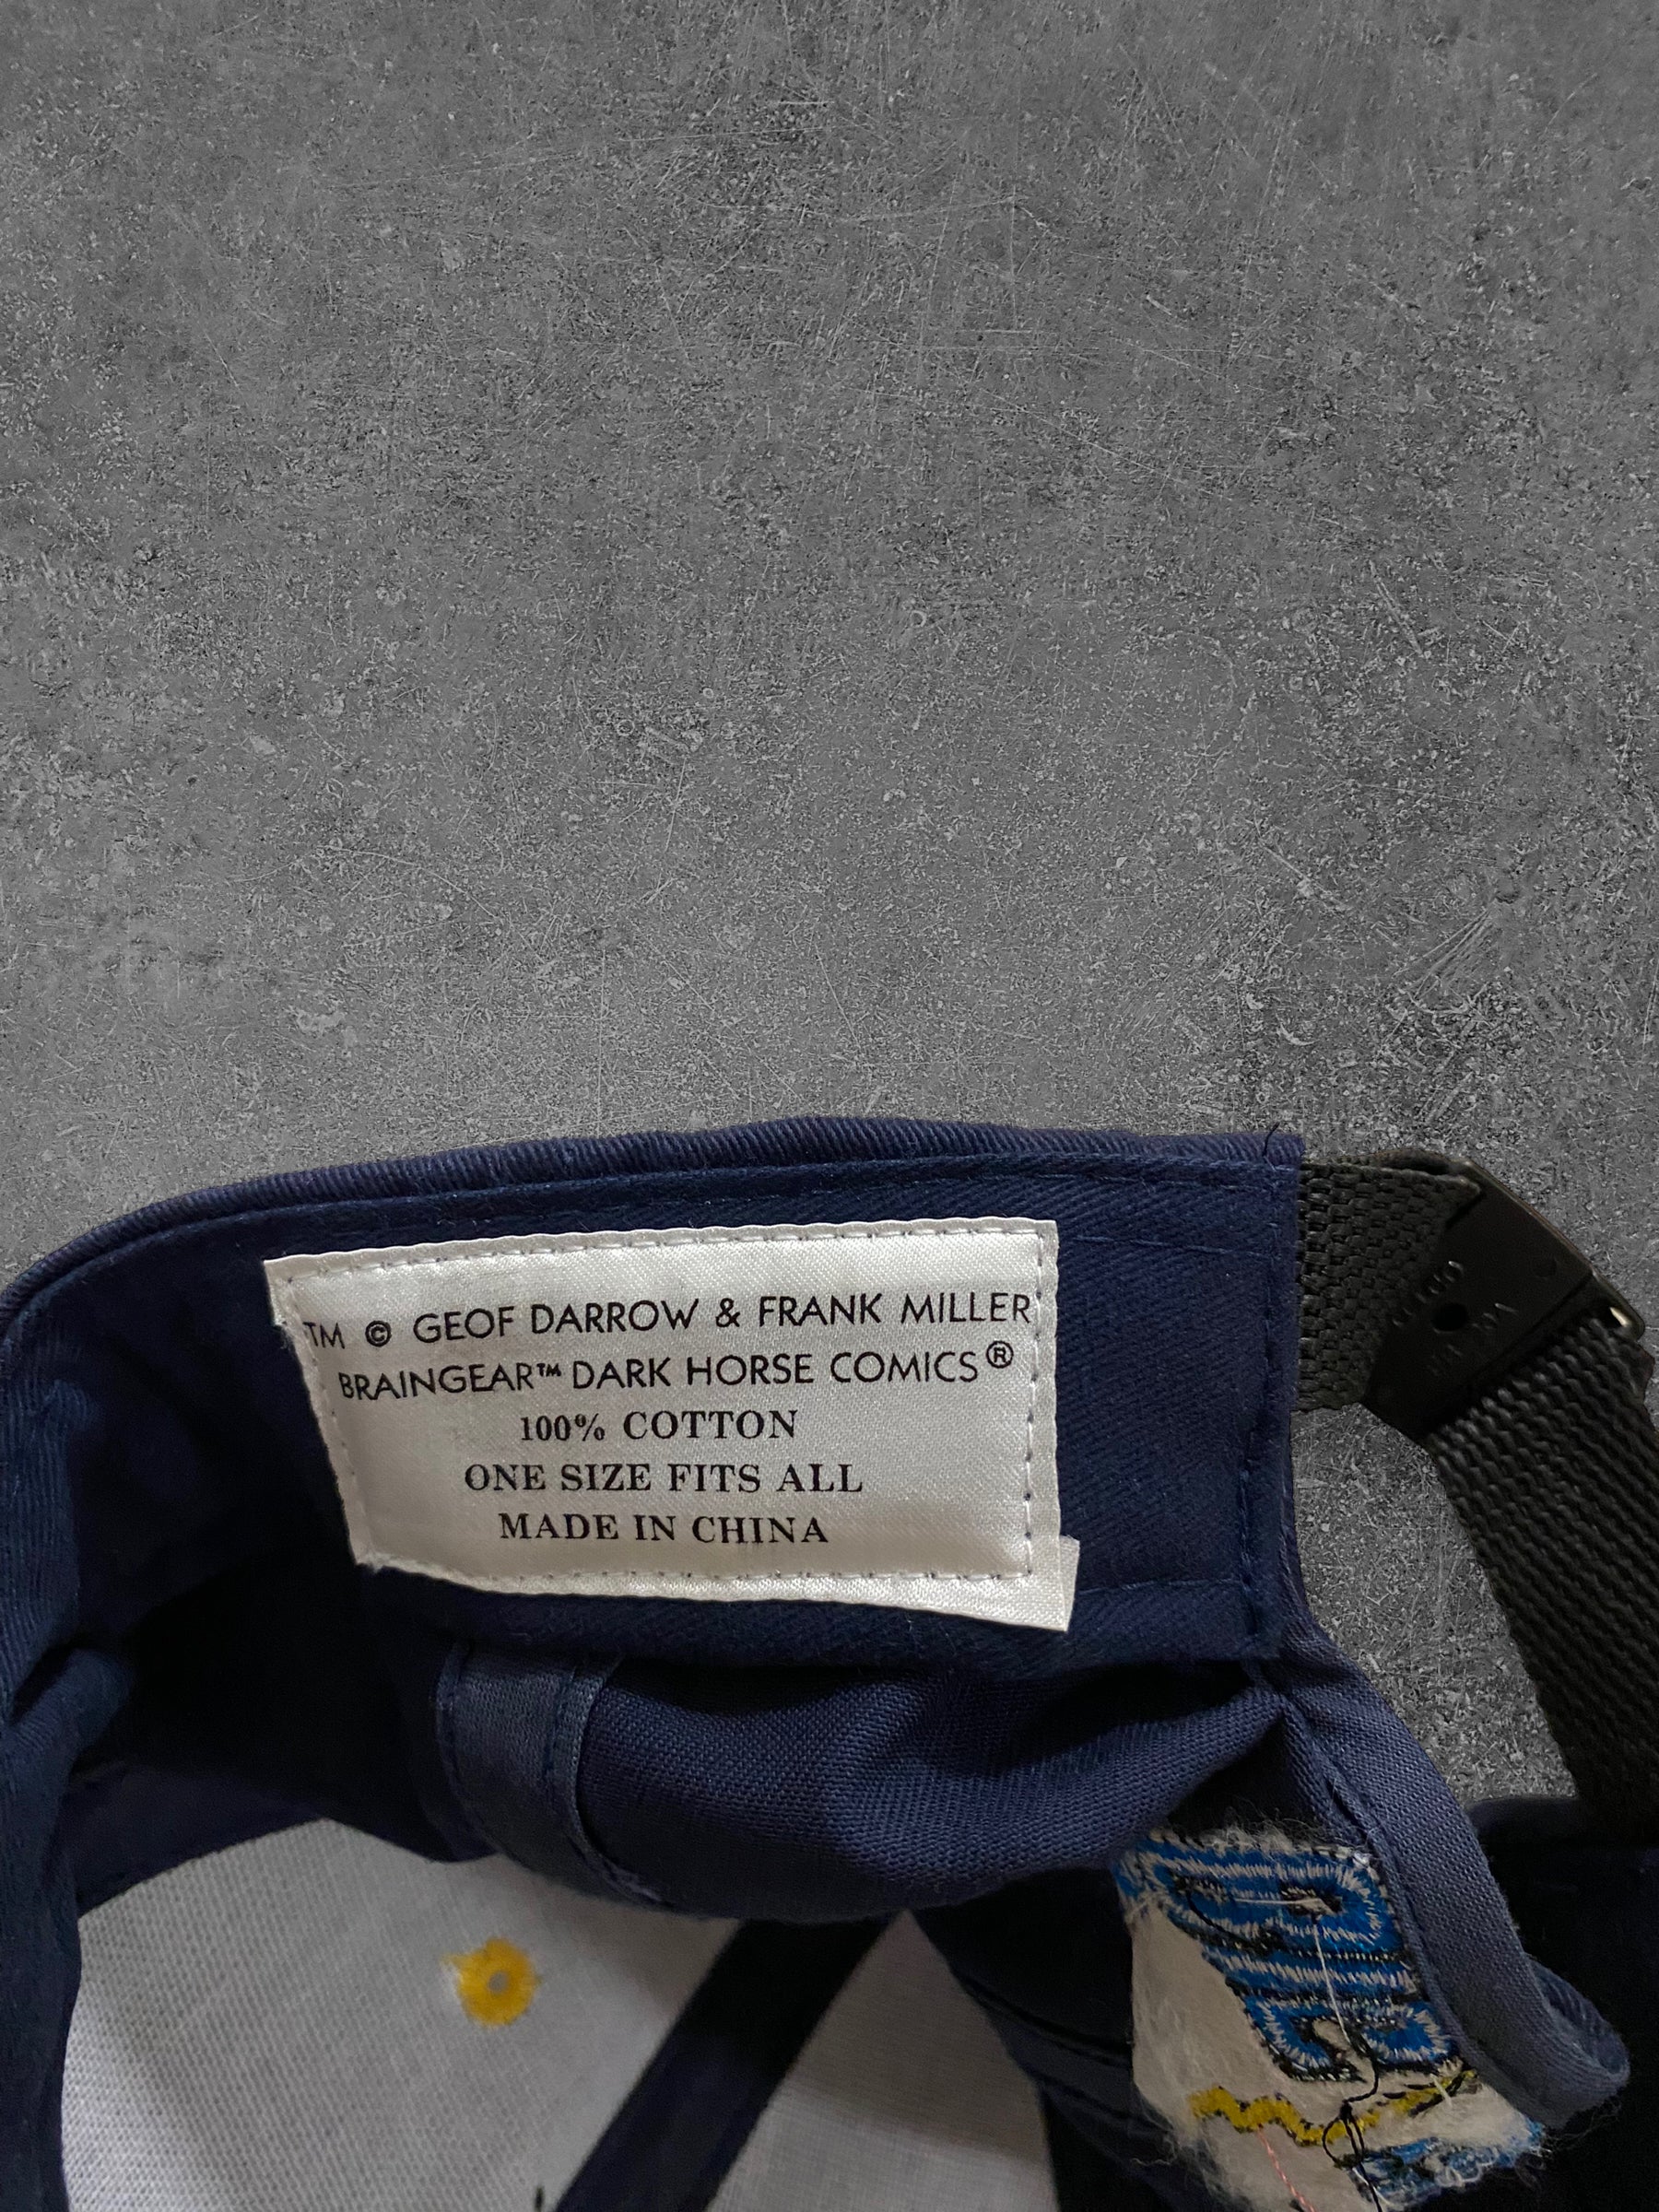 TM © GEOF DARROW & FRANK MILLER
BRAINGEAR™ DARK HORSE COMICS®
100% COTTON
ONE SIZE FITS ALL
MADE IN CHINA